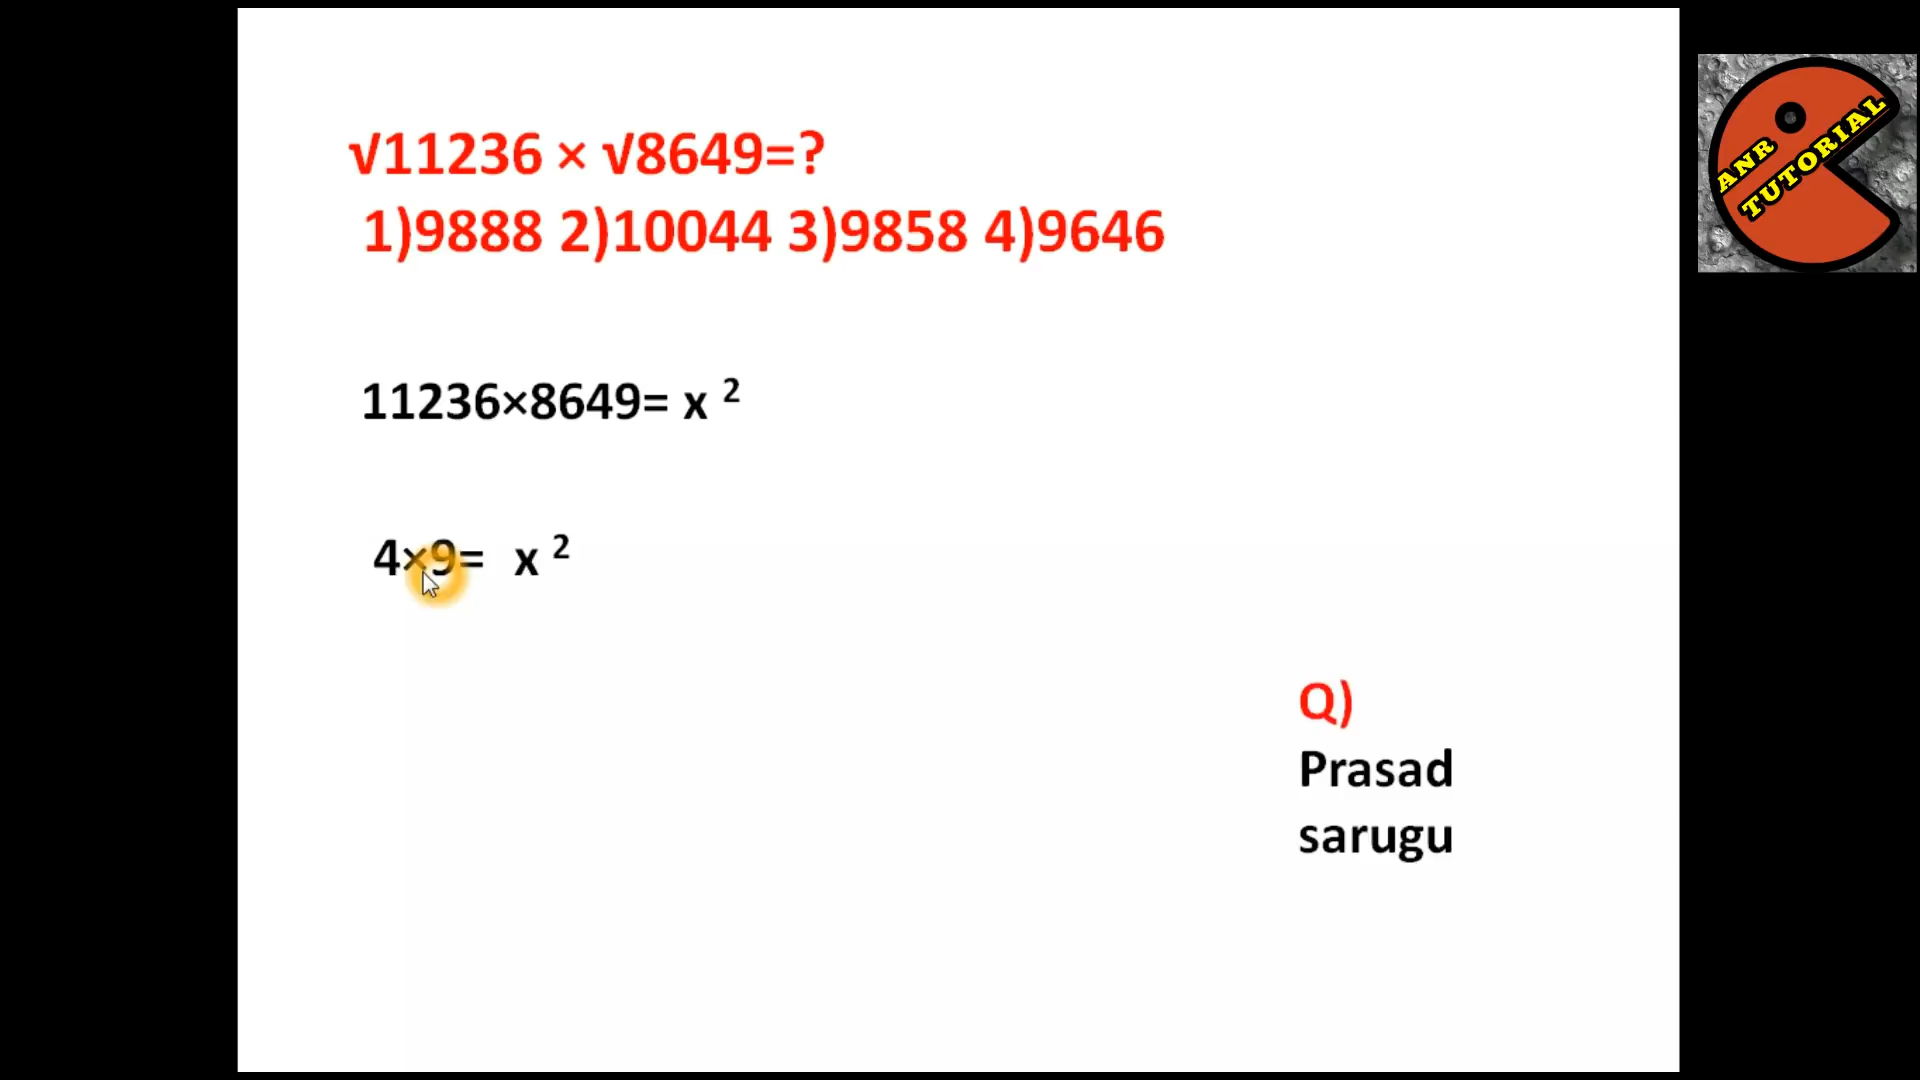 √11236 × √8649=?
1)9888 2)10044 3)9858 4)9646
11236×8649= x ²
4×9= x ²
Q)
Prasad
sarugu
ANR
TUTORIAL